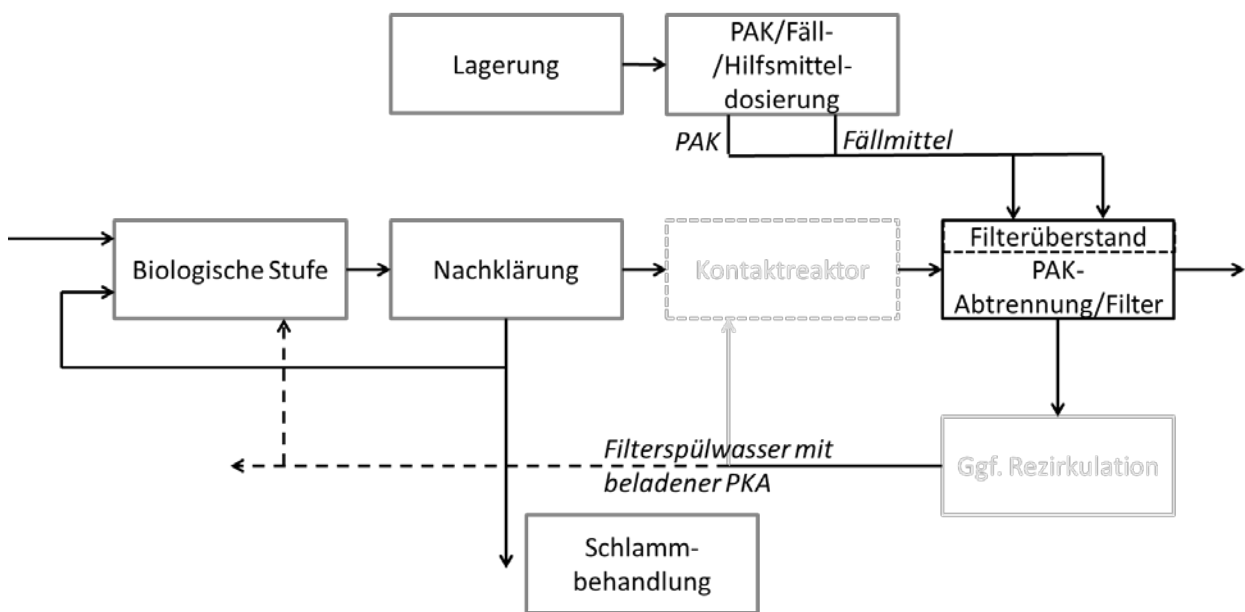 Lagerung
PAK/Fäll-
/Hilfsmittel-
dosierung
PAK
Fällmittel
Biologische Stufe
Nachklärung
Kontaktreaktor
Filterüberstand
PAK-
Abtrennung/Filter
Filterspülwasser mit
beladener PKA
Ggf. Rezirkulation
Schlamm-
behandlung